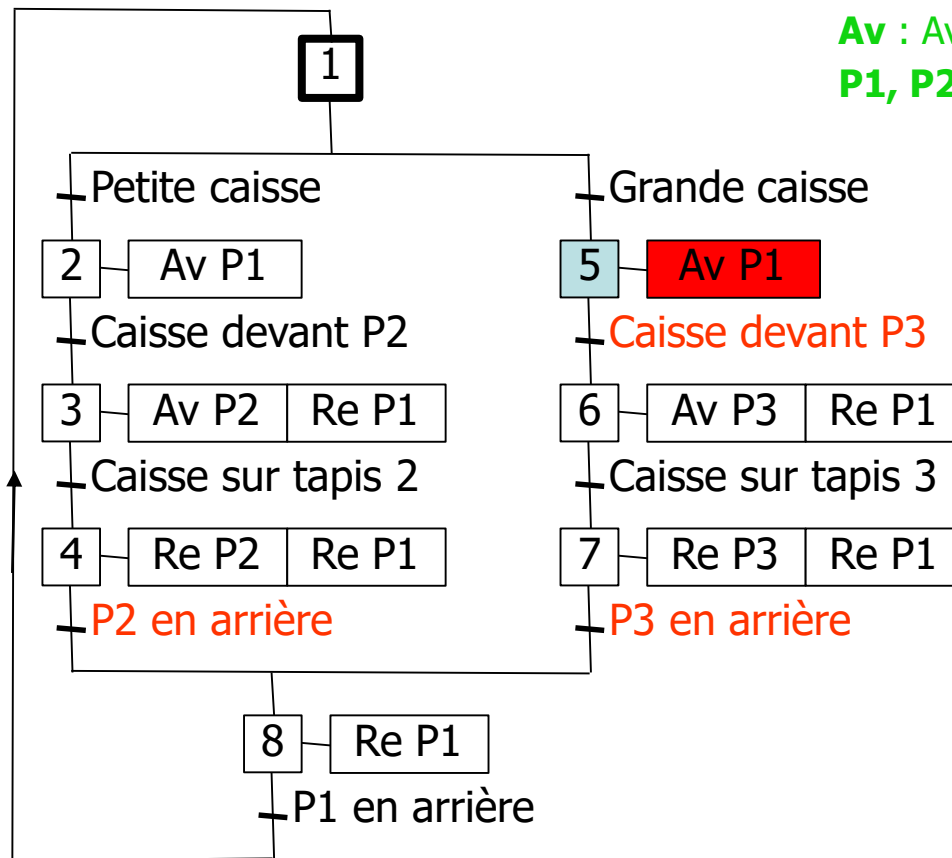 Av : Av
P1, P2
1
Petite caisse
Grande caisse
2 Av P1
5 Av P1
Caisse devant P2
Caisse devant P3
3 Av P2 Re P1
6 Av P3 Re P1
Caisse sur tapis 2
Caisse sur tapis 3
4 Re P2 Re P1
7 Re P3 Re P1
P2 en arrière
P3 en arrière
8 Re P1
P1 en arrière